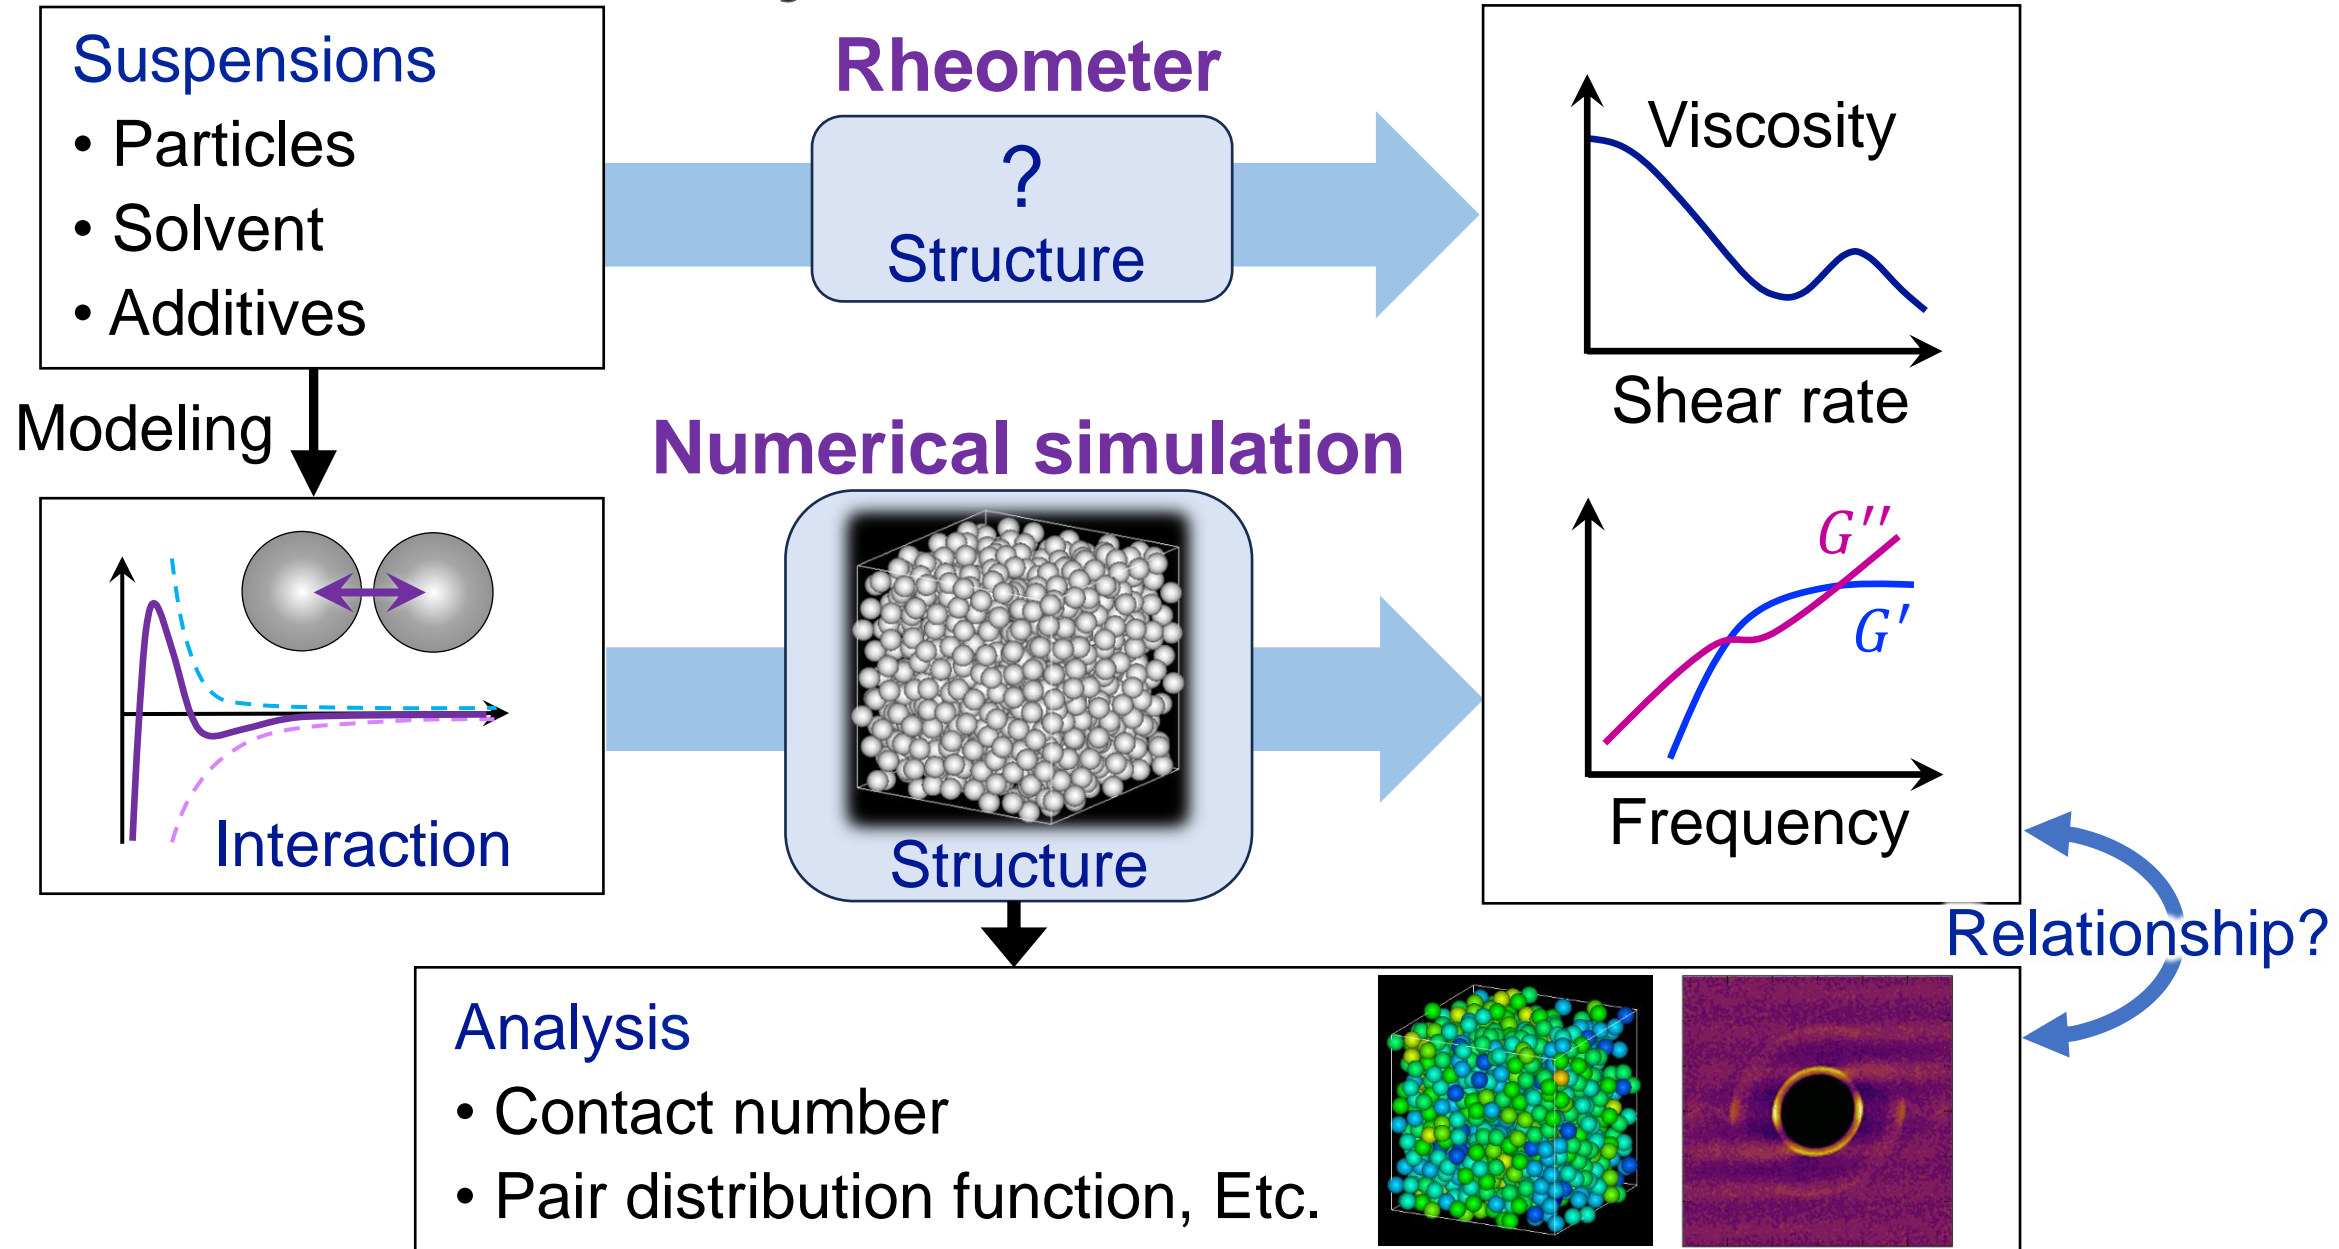 Suspensions
• Particles
• Solvent
• Additives
Rheometer
?
Structure
Viscosity
Shear rate
Modeling
Numerical simulation
Interaction
Structure
G''
G'
Frequency
Relationship?
Analysis
• Contact number
• Pair distribution function, Etc.